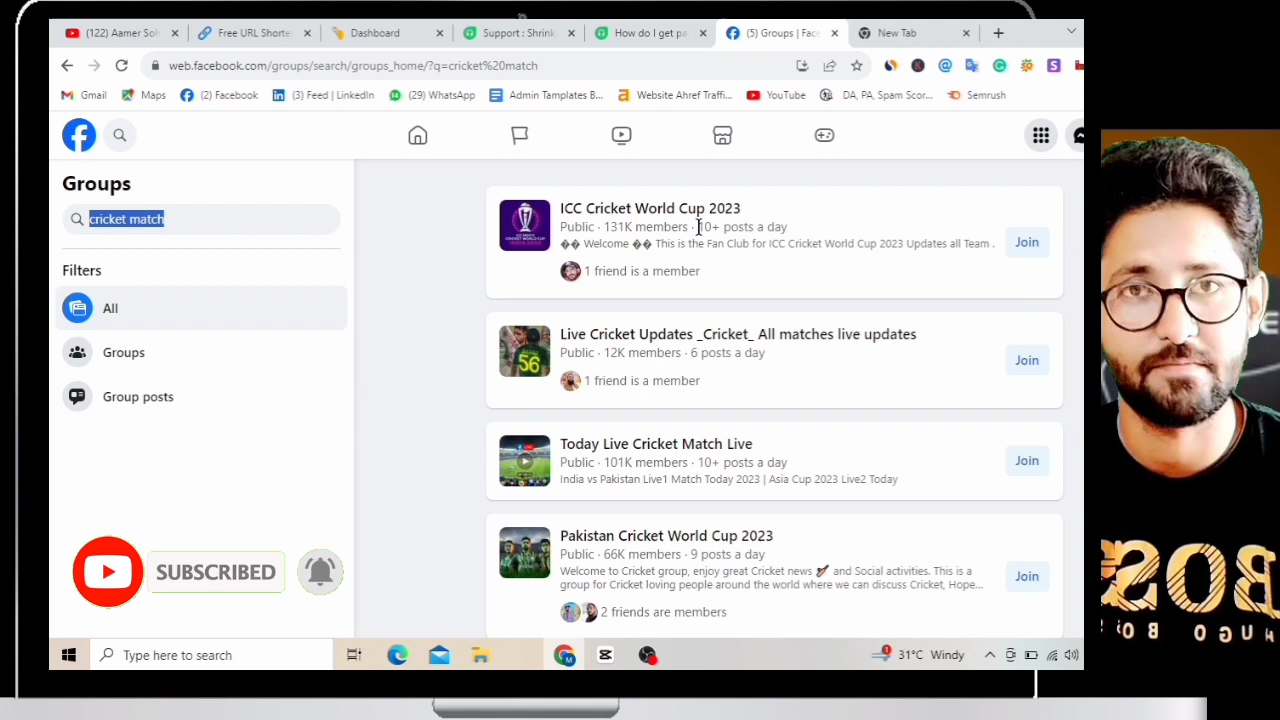 (122) Aamer Soh
Free URL Shorte
Dashboard
Support : Shrink
How do I get pa
(5) Groups | Face
New Tab
web.facebook.com/groups/search/groups_home/?q=cricket%20match
Gmail
Maps
(2) Facebook
(3) Feed | LinkedIn
(29) WhatsApp
Admin Tamplates B...
Website Ahref Traffi...
YouTube
DA, PA, Spam Scor...
Semrush
Groups
cricket match
Filters
All
Groups
Group posts
ICC Cricket World Cup 2023
Public · 131K members · 10+ posts a day
�� Welcome �� This is the Fan Club for ICC Cricket World Cup 2023 Updates all Team .
1 friend is a member
Join
Live Cricket Updates _Cricket_ All matches live updates
Public · 12K members · 6 posts a day
1 friend is a member
Join
56
Today Live Cricket Match Live
Public · 101K members · 10+ posts a day
India vs Pakistan Live1 Match Today 2023 | Asia Cup 2023 Live2 Today
Join
Pakistan Cricket World Cup 2023
Public · 66K members · 9 posts a day
Welcome to Cricket group, enjoy great Cricket news 🏏 and Social activities. This is a
group for Cricket loving people around the world where we can discuss Cricket, Hope...
2 friends are members
Join
SUBSCRIBED
Type here to search
31°C Windy
BOS
HUGO BOS